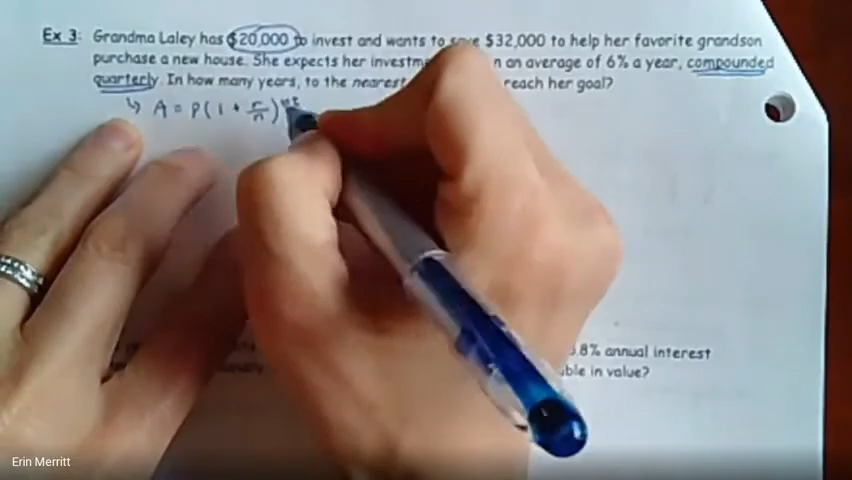 Ex 3: Grandma Laley has $20,000 to invest and wants to save $32,000 to help her favorite grandson
purchase a new house. She expects her n an average of 6% a year, compounded
quarterly. In how many years, to the nearest reach her goal?
↳ A = P(1 + r/n)^nt
.8% annual interest
in value?
Erin Merritt